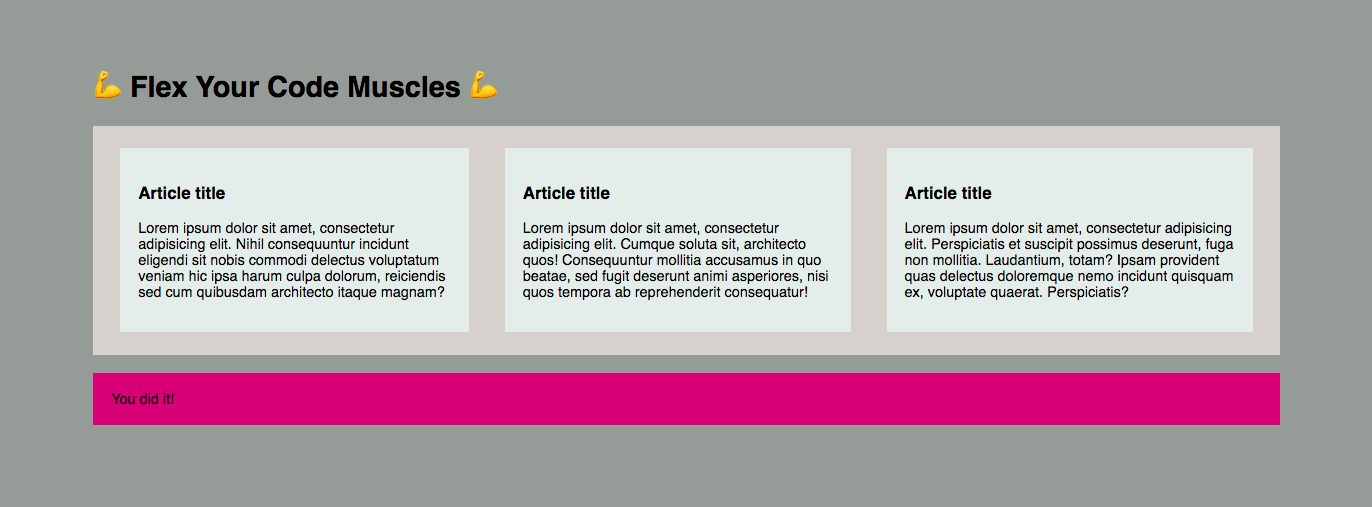 💪 Flex Your Code Muscles 💪
Article title
Lorem ipsum dolor sit amet, consectetur
adipisicing elit. Nihil consequuntur incidunt
eligendi sit nobis commodi delectus voluptatum
veniam hic ipsa harum culpa dolorum, reiciendis
sed cum quibusdam architecto itaque magnam?
Article title
Lorem ipsum dolor sit amet, consectetur
adipisicing elit. Cumque soluta sit, architecto
quos! Consequuntur mollitia accusamus in quo
beatae, sed fugit deserunt animi asperiores, nisi
quos tempora ab reprehenderit consequatur!
Article title
Lorem ipsum dolor sit amet, consectetur adipisicing
elit. Perspiciatis et suscipit possimus deserunt, fuga
non mollitia. Laudantium, totam? Ipsam provident
quas delectus doloremque nemo incidunt quisquam
ex, voluptate quaerat. Perspiciatis?
You did it!